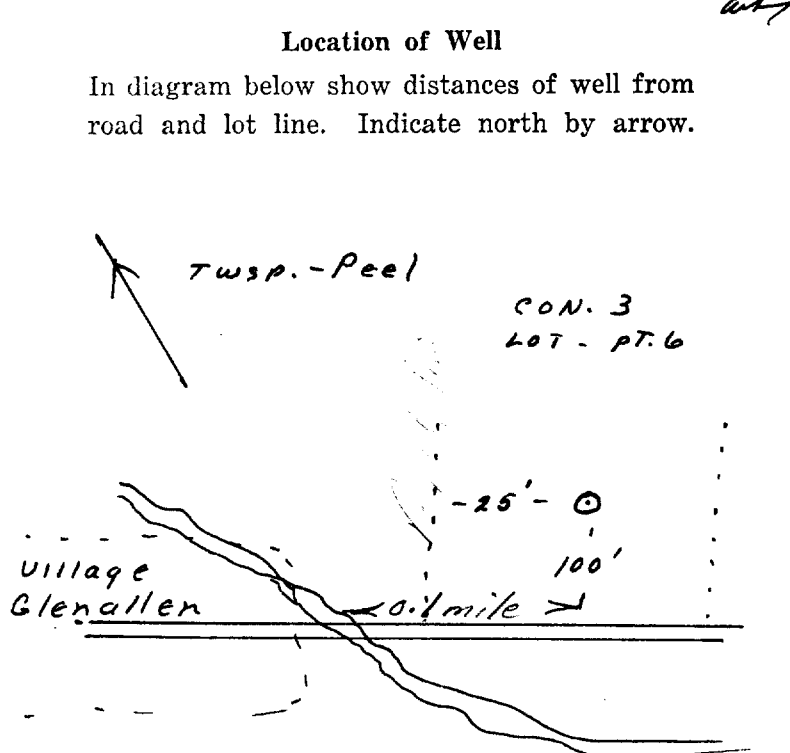 Location of Well
In diagram below show distances of well from
road and lot line. Indicate north by arrow.
Twsp. - Peel
CON. 3
LOT - PT. 6
- 25' -
100'
Village
Glenallen
0.1 mile